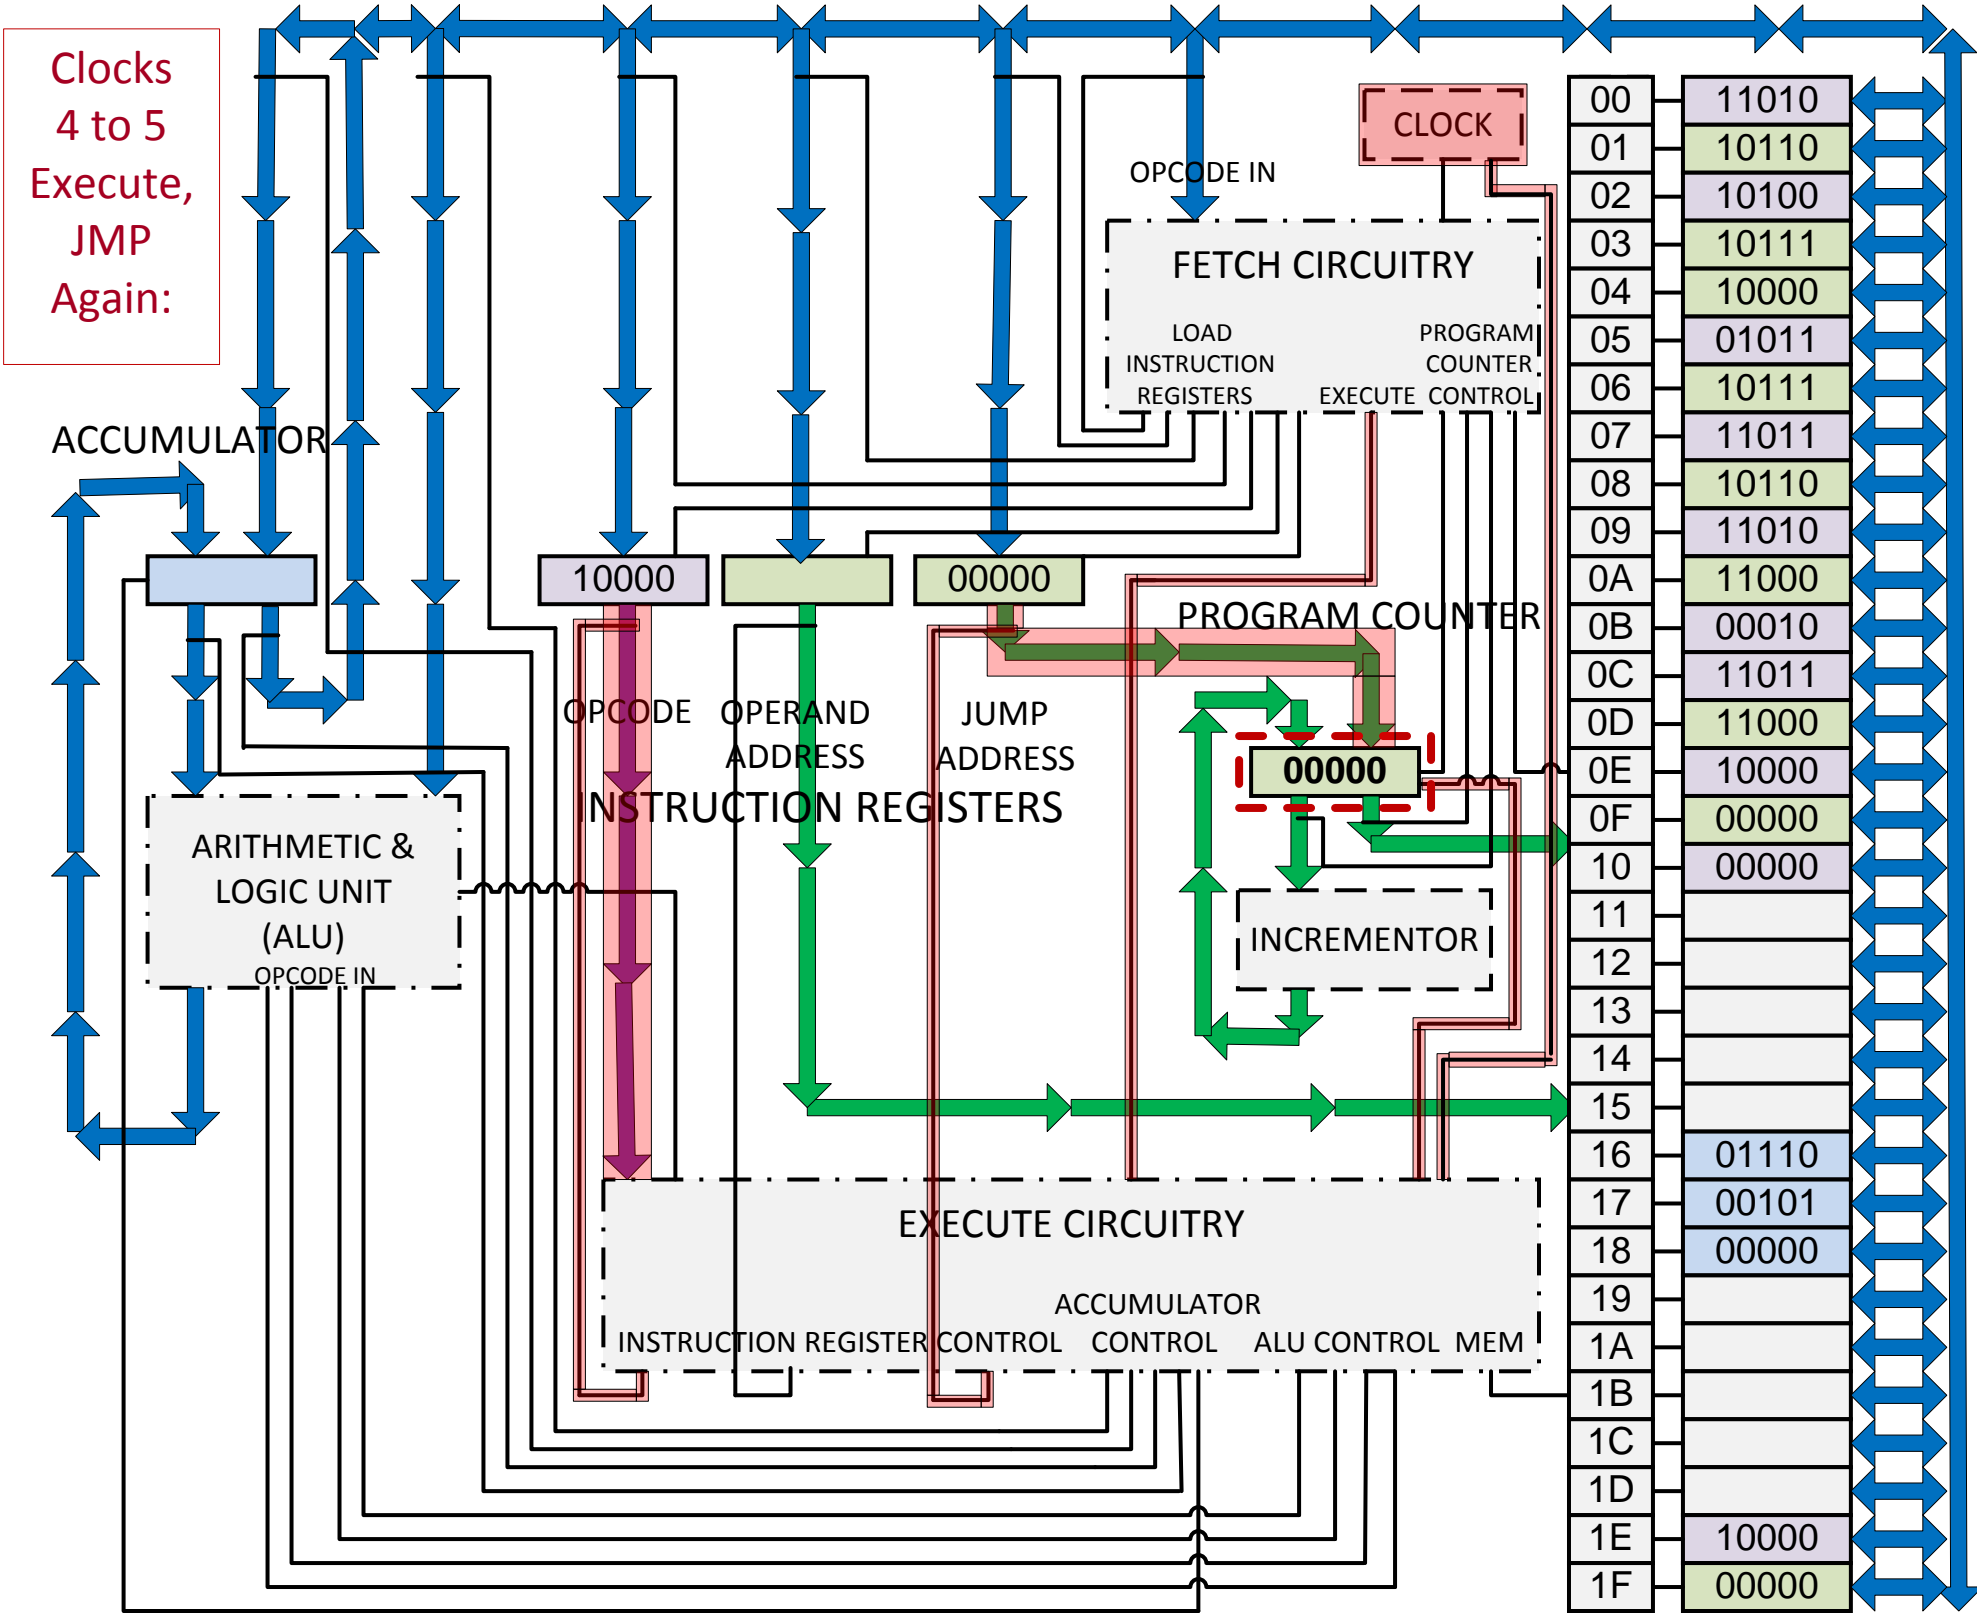 Clocks
4 to 5
Execute,
JMP
Again:
CLOCK
OPCODE IN
FETCH CIRCUITRY
LOAD
INSTRUCTION
REGISTERS
EXECUTE
PROGRAM
COUNTER
CONTROL
ACCUMULATOR
10000
00000
PROGRAM COUNTER
OPCODE
OPERAND
ADDRESS
JUMP
ADDRESS
INSTRUCTION REGISTERS
00000
INCREMENTOR
ARITHMETIC &
LOGIC UNIT
(ALU)
OPCODE IN
EXECUTE CIRCUITRY
INSTRUCTION REGISTER CONTROL
ACCUMULATOR
CONTROL
ALU CONTROL
MEM
00 11010
01 10110
02 10100
03 10111
04 10000
05 01011
06 10111
07 11011
08 10110
09 11010
0A 11000
0B 00010
0C 11011
0D 11000
0E 10000
0F 00000
10 00000
11
12
13
14
15
16 01110
17 00101
18 00000
19
1A
1B
1C
1D
1E 10000
1F 00000